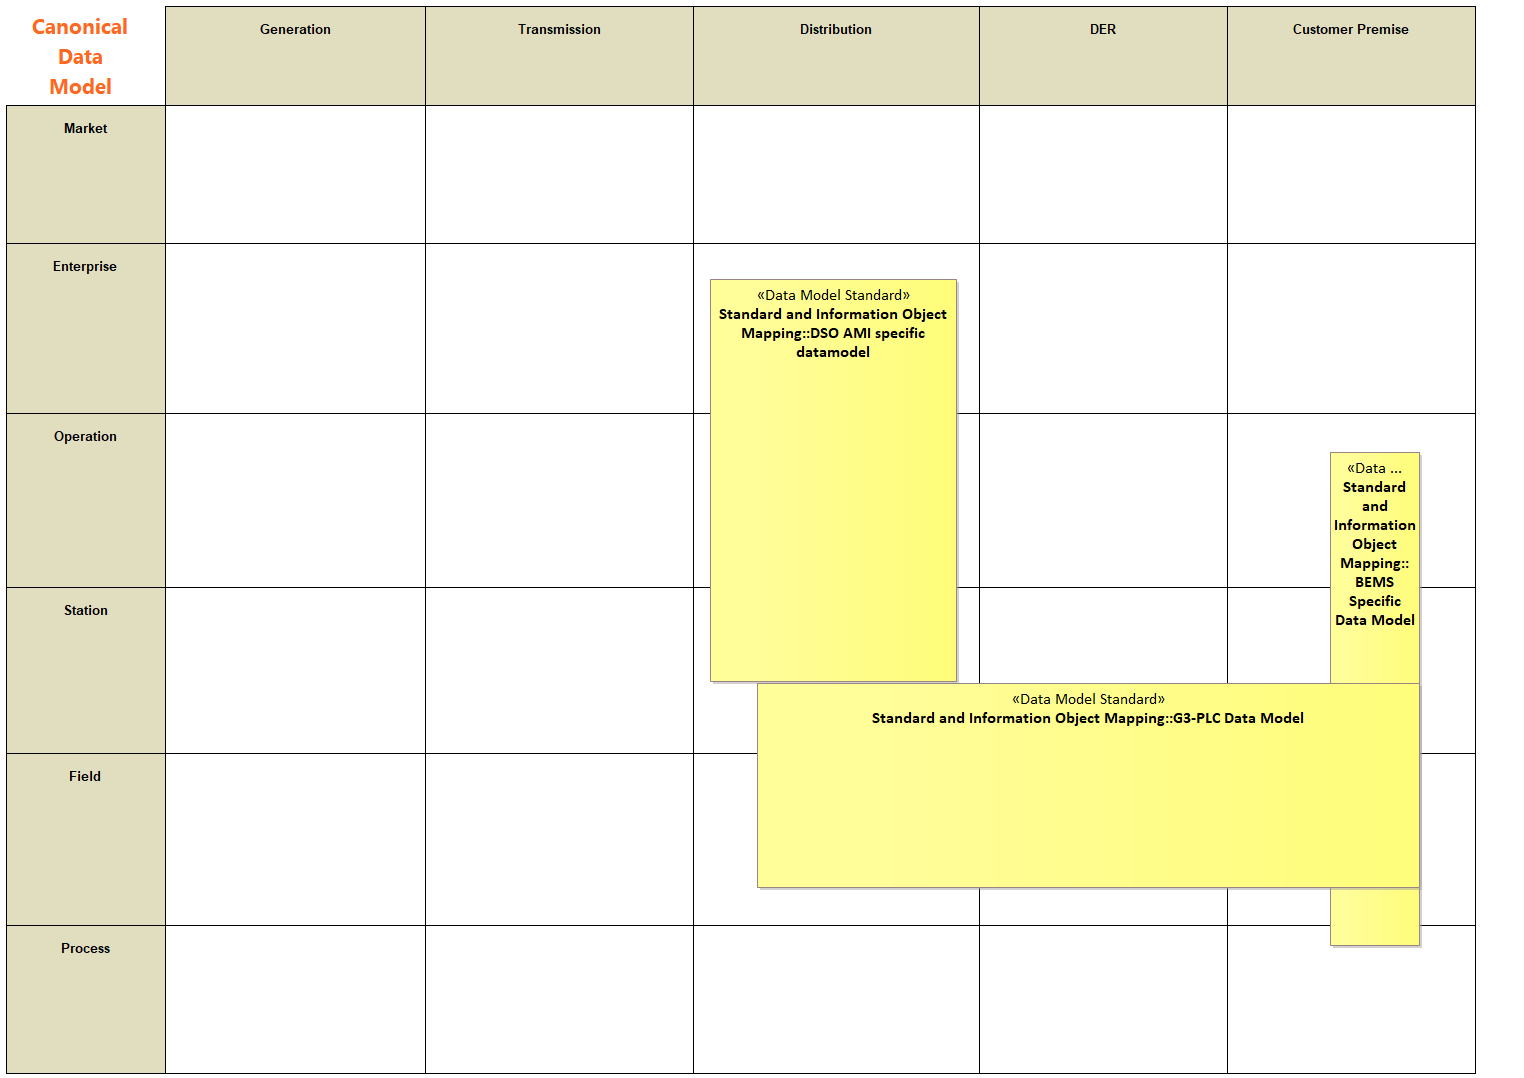 Canonical
Data
Model
Generation
Transmission
Distribution
DER
Customer Premise
Market
Enterprise
«Data Model Standard»
Standard and Information Object
Mapping::DSO AMI specific
datamodel
Operation
«Data ...
Standard
and
Information
Object
Mapping::
BEMS
Specific
Data Model
Station
«Data Model Standard»
Standard and Information Object Mapping::G3-PLC Data Model
Field
Process